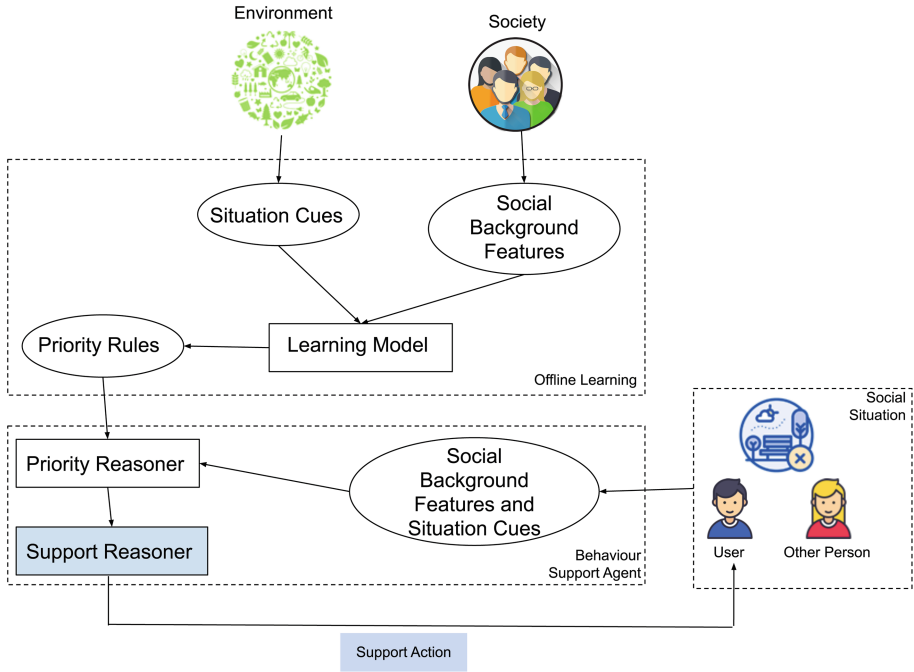 Environment
Society
Situation Cues
Social
Background
Features
Priority Rules
Learning Model
Offline Learning
Social
Situation
Priority Reasoner
Social
Background
Features and
Situation Cues
User
Other Person
Support Reasoner
Behaviour
Support Agent
Support Action